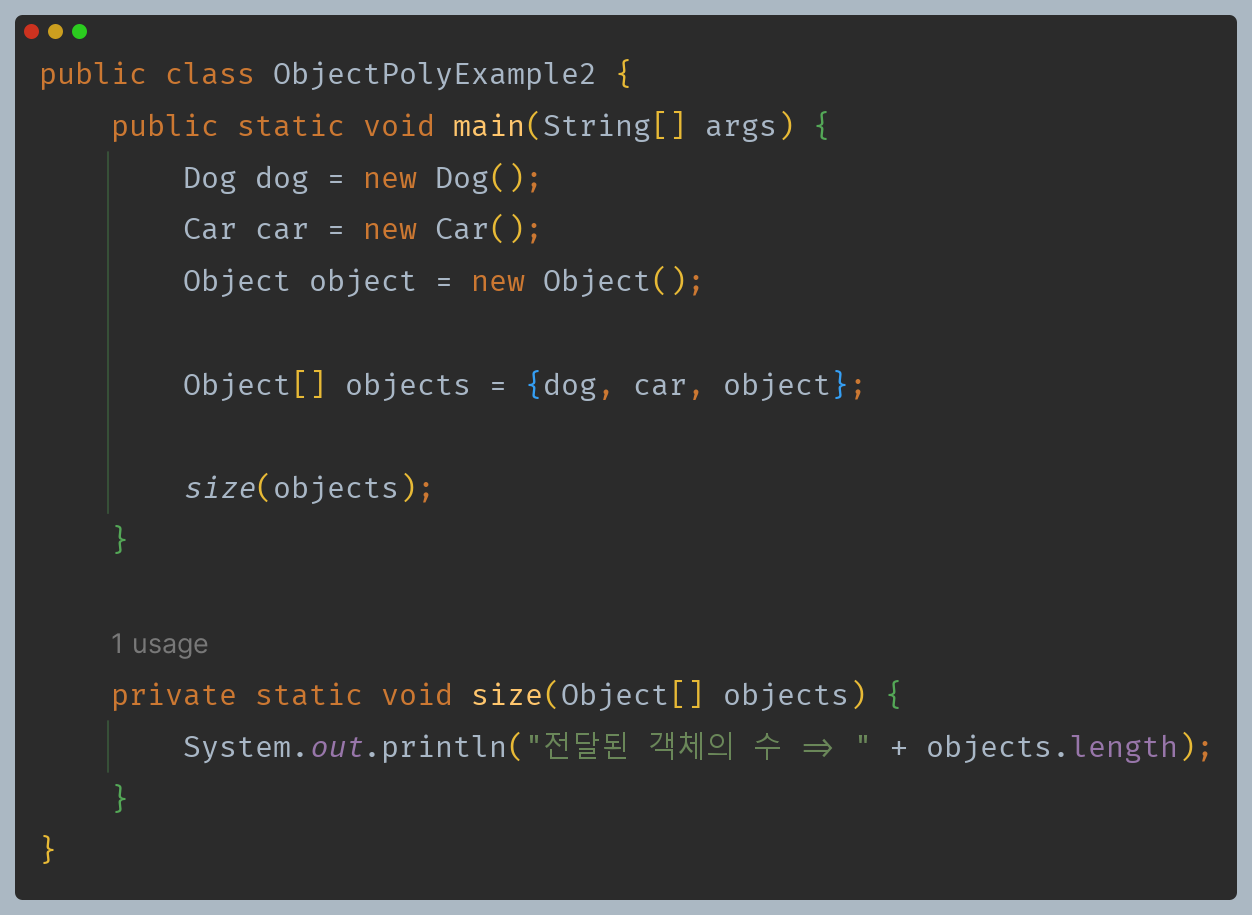 public class ObjectPolyExample2 {
    public static void main(String[] args) {
        Dog dog = new Dog();
        Car car = new Car();
        Object object = new Object();

        Object[] objects = {dog, car, object};

        size(objects);
    }

    1 usage
    private static void size(Object[] objects) {
        System.out.println("전달된 객체의 수 => " + objects.length);
    }
}